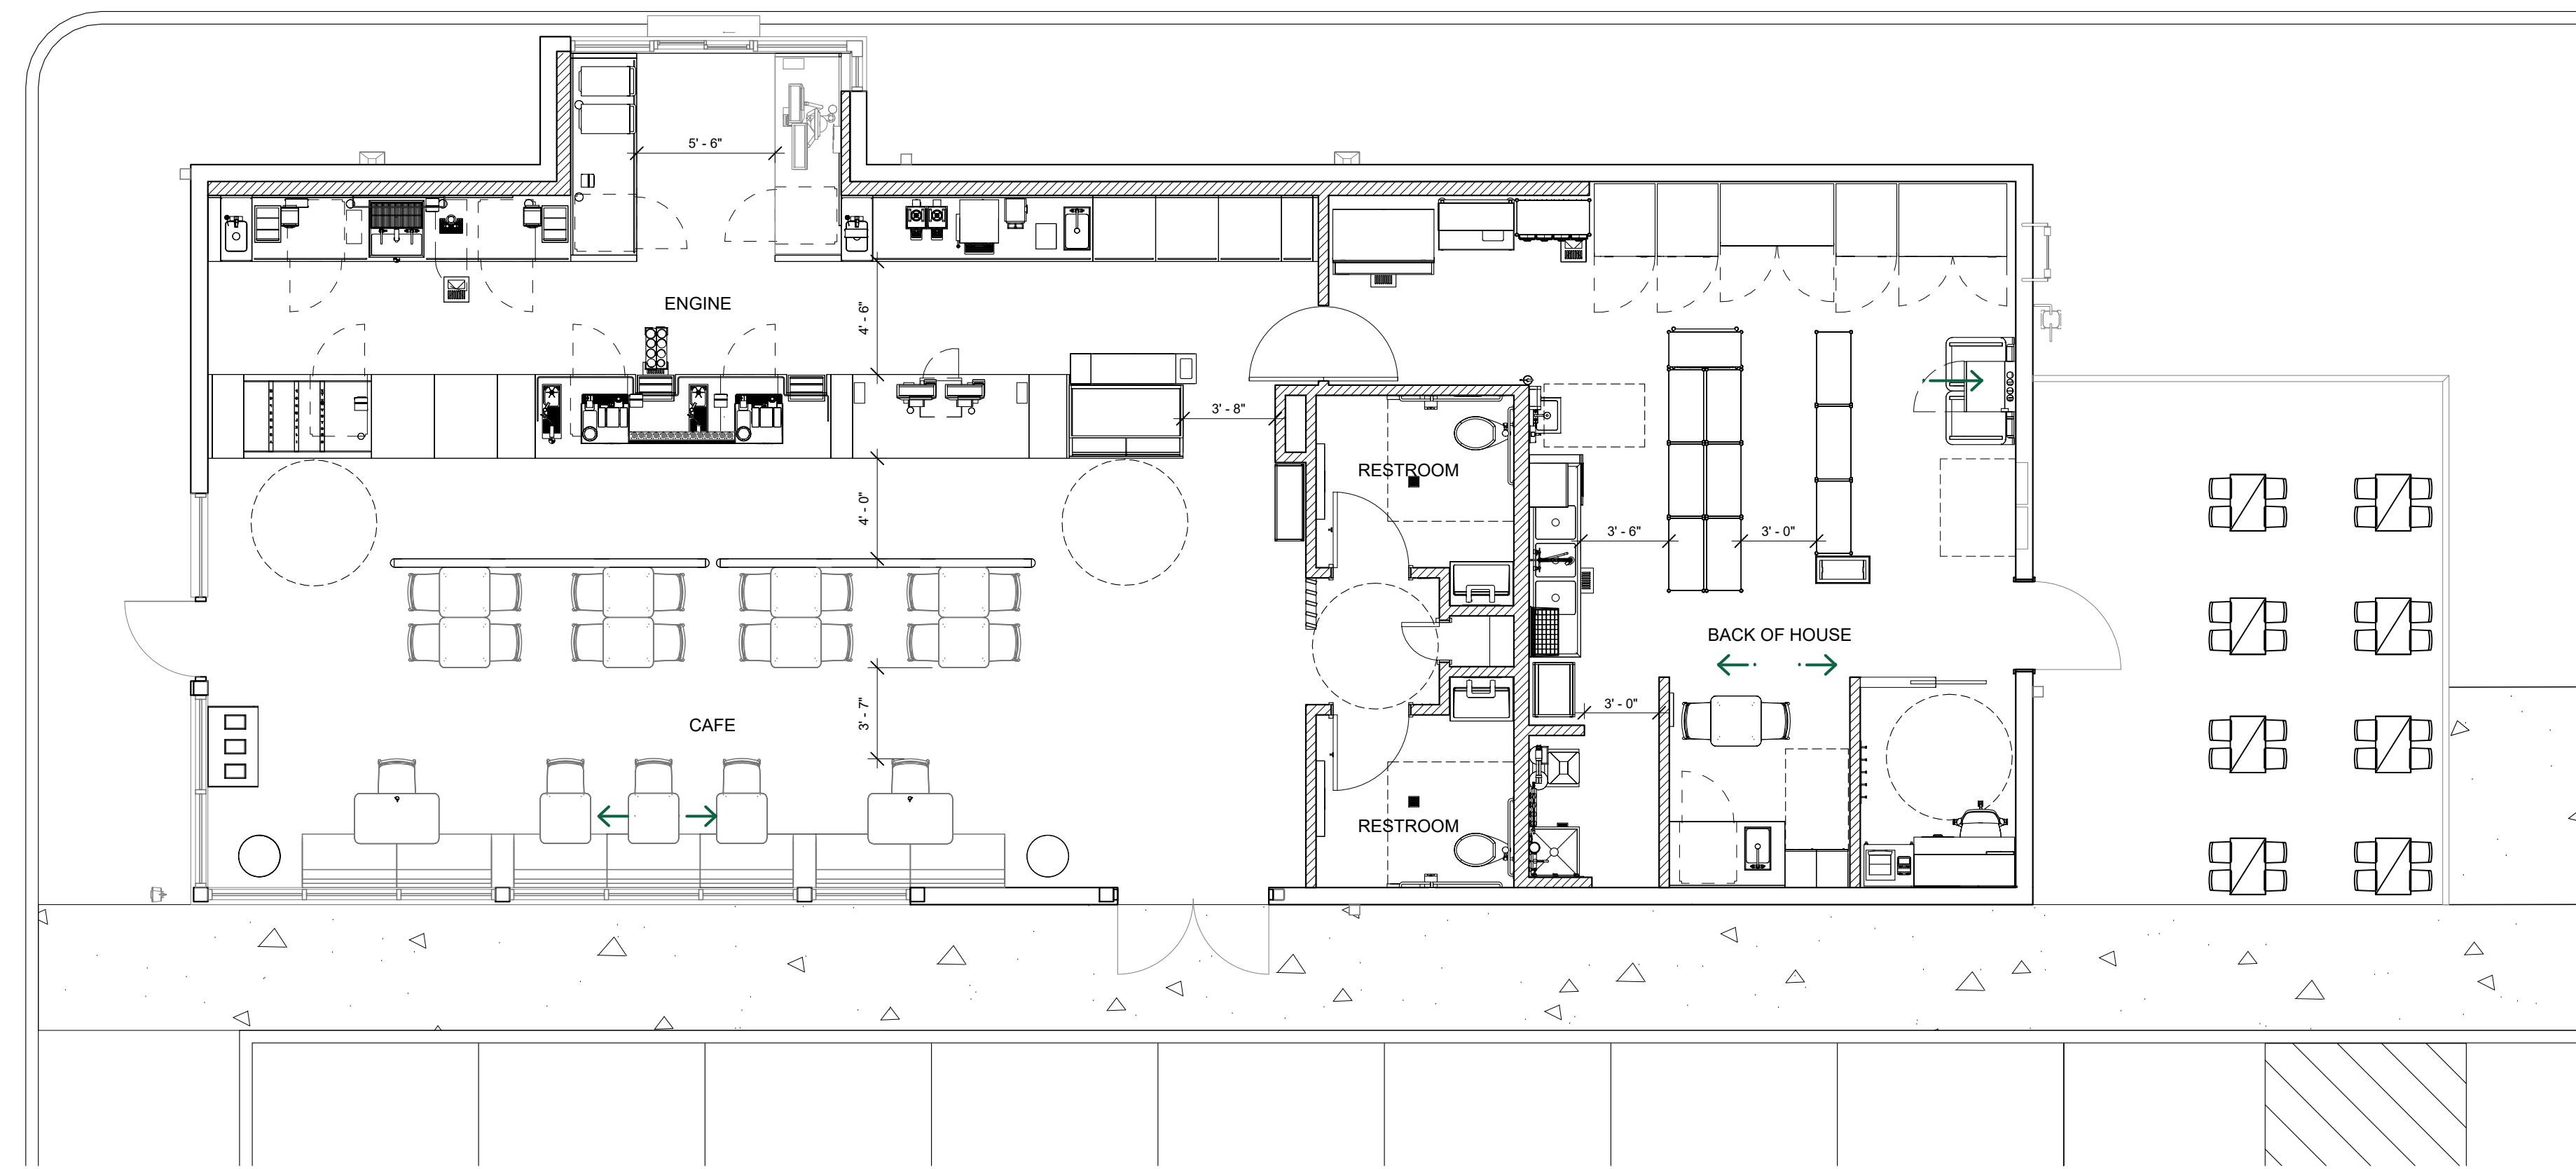 5' - 6"
ENGINE
4' - 6"
3' - 8"
RESTROOM
4' - 0"
3' - 6"
3' - 0"
BACK OF HOUSE
3' - 0"
CAFE
3' - 7"
RESTROOM